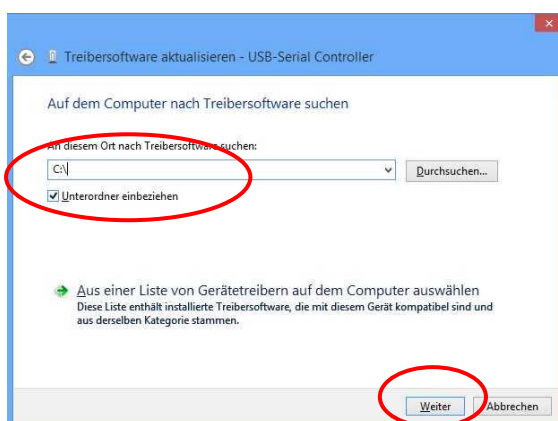 Treibersoftware aktualisieren - USB-Serial Controller
Auf dem Computer nach Treibersoftware suchen
An diesem Ort nach Treibersoftware suchen:
C:\
Durchsuchen...
Unterordner einbeziehen
Aus einer Liste von Gerätetreibern auf dem Computer auswählen
Diese Liste enthält installierte Treibersoftware, die mit diesem Gerät kompatibel sind und
aus derselben Kategorie stammen.
Weiter
Abbrechen